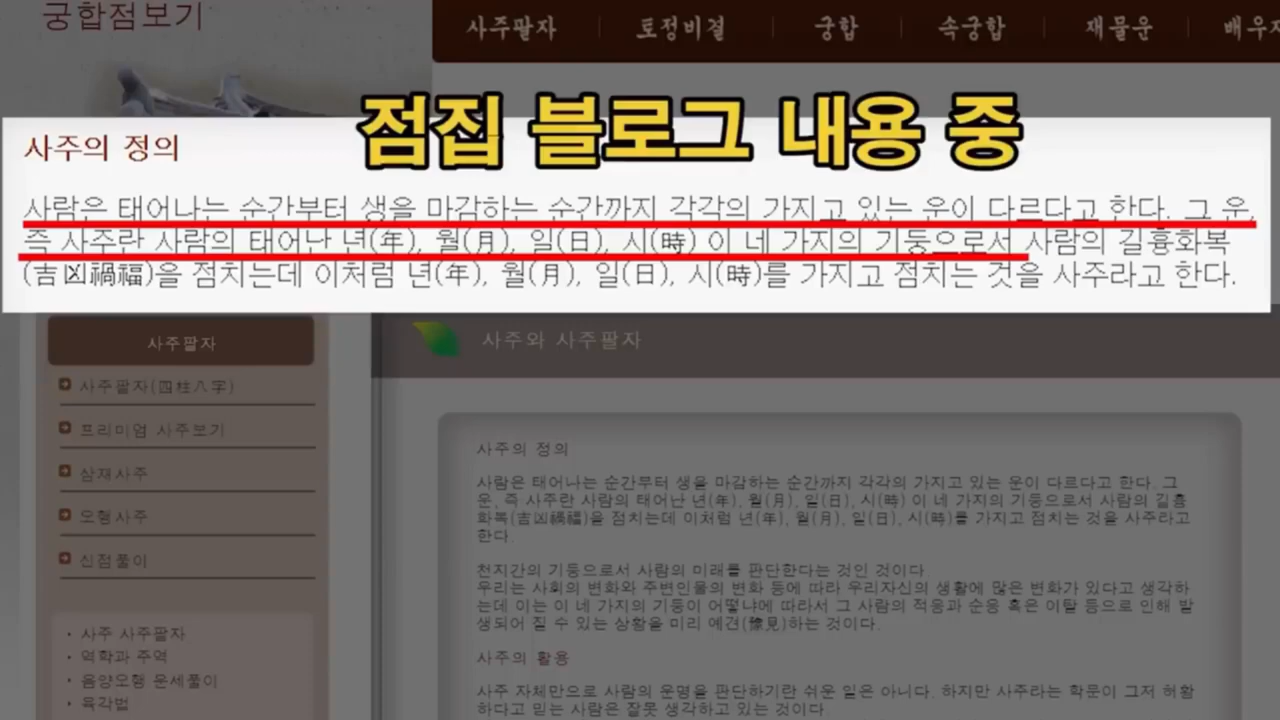 궁합점보기
사주팔자
토정비결
궁합
속궁합
재물운
점집 블로그 내용 중
사주의 정의
사람은 태어나는 순간부터 생을 마감하는 순간까지 각각의 가지고 있는 운이 다르다고 한다. 그 운,
즉 사주란 사람의 태어난 년(年), 월(月), 일(日), 시(時) 이 네 가지의 기둥으로서 사람의 길흉화복
(吉凶禍福)을 점치는데 이처럼 년(年), 월(月), 일(日), 시(時)를 가지고 점치는 것을 사주라고 한다.
사주팔자
사주팔자(四柱八字)
프리미엄 사주보기
삼재사주
오행사주
신점풀이
• 사주 사주팔자
• 역학과 주역
• 음양오행 운세풀이
• 육각법
사주와 사주팔자
사주의 정의
사람은 태어나는 순간부터 생을 마감하는 순간까지 각각의 가지고 있는 운이 다르다고 한다. 그
운, 즉 사주란 사람의 태어난 년(年), 월(月), 일(日), 시(時) 이 네 가지의 기둥으로서 사람의 길흉
화복(吉凶禍福)을 점치는데 이처럼 년(年), 월(月), 일(日), 시(時)를 가지고 점치는 것을 사주라고
한다.
천지간의 기둥으로서 사람의 미래를 판단한다는 것인 것이다.
우리는 사회의 변화와 주변인물의 변화 등에 따라 우리자신의 생활에 많은 변화가 있다고 생각하
는데 이는 이 네 가지의 기둥이 어떻냐에 따라서 그 사람의 적응과 순응 혹은 이탈 등으로 인해 발
생되어 질 수 있는 상황을 미리 예견(豫見)하는 것이다.
사주의 활용
사주 자체만으로 사람의 운명을 판단하기란 쉬운 일은 아니다. 하지만 사주라는 학문이 그저 허황
하다고 믿는 사람은 잘못 생각하고 있는 것이다.